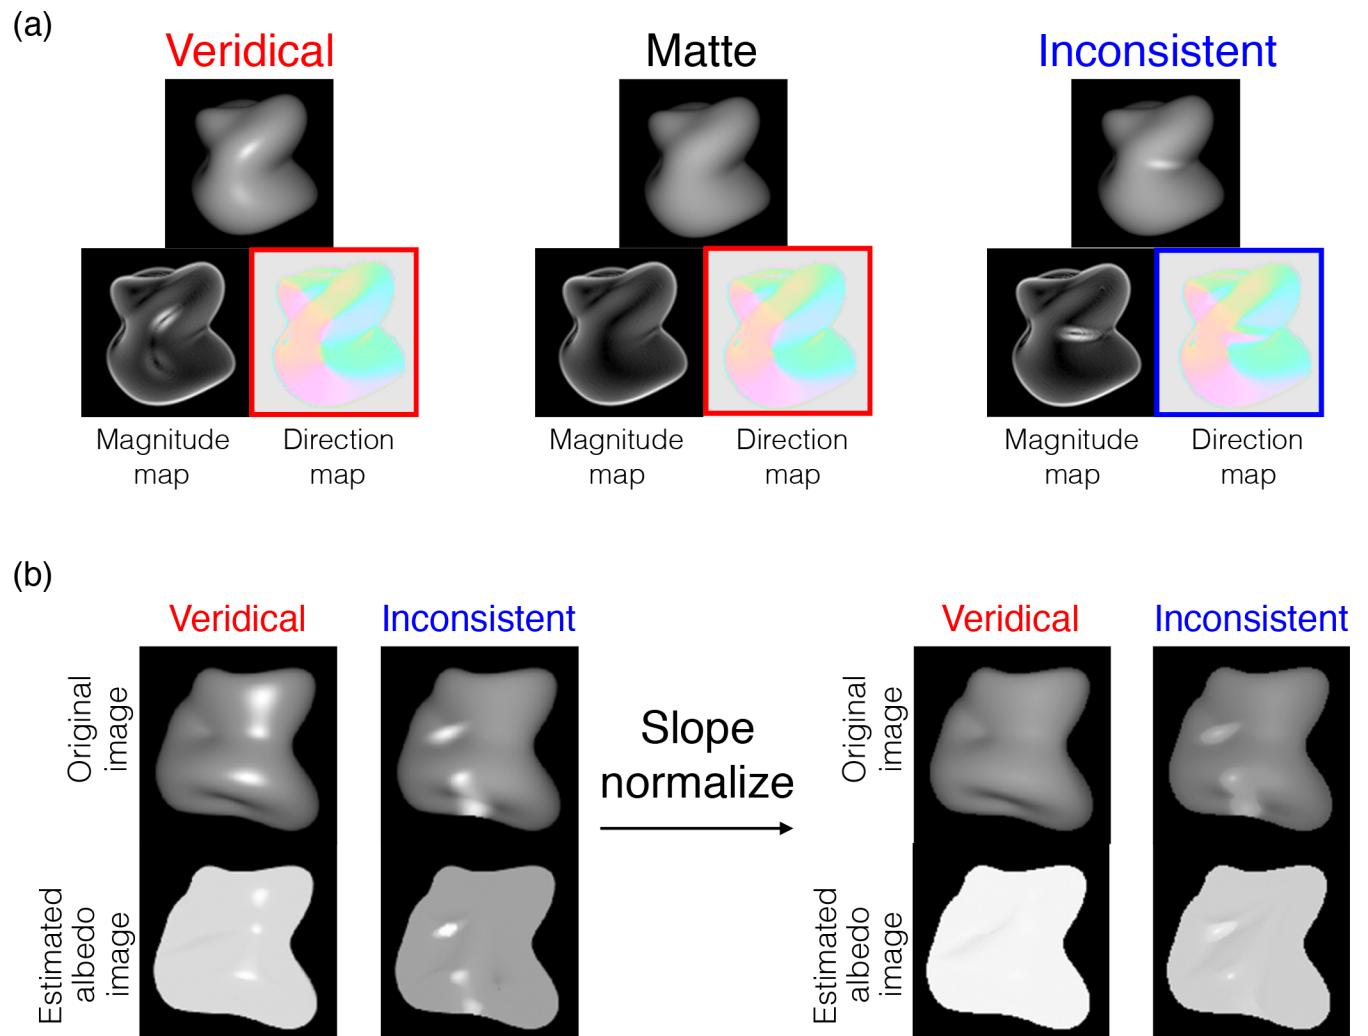 (a)
Veridical
Matte
Inconsistent
Magnitude
map
Direction
map
Magnitude
map
Direction
map
Magnitude
map
Direction
map
(b)
Veridical
Inconsistent
Original
image
Estimated
albedo
image
Slope
normalize
Veridical
Inconsistent
Original
image
Estimated
albedo
image